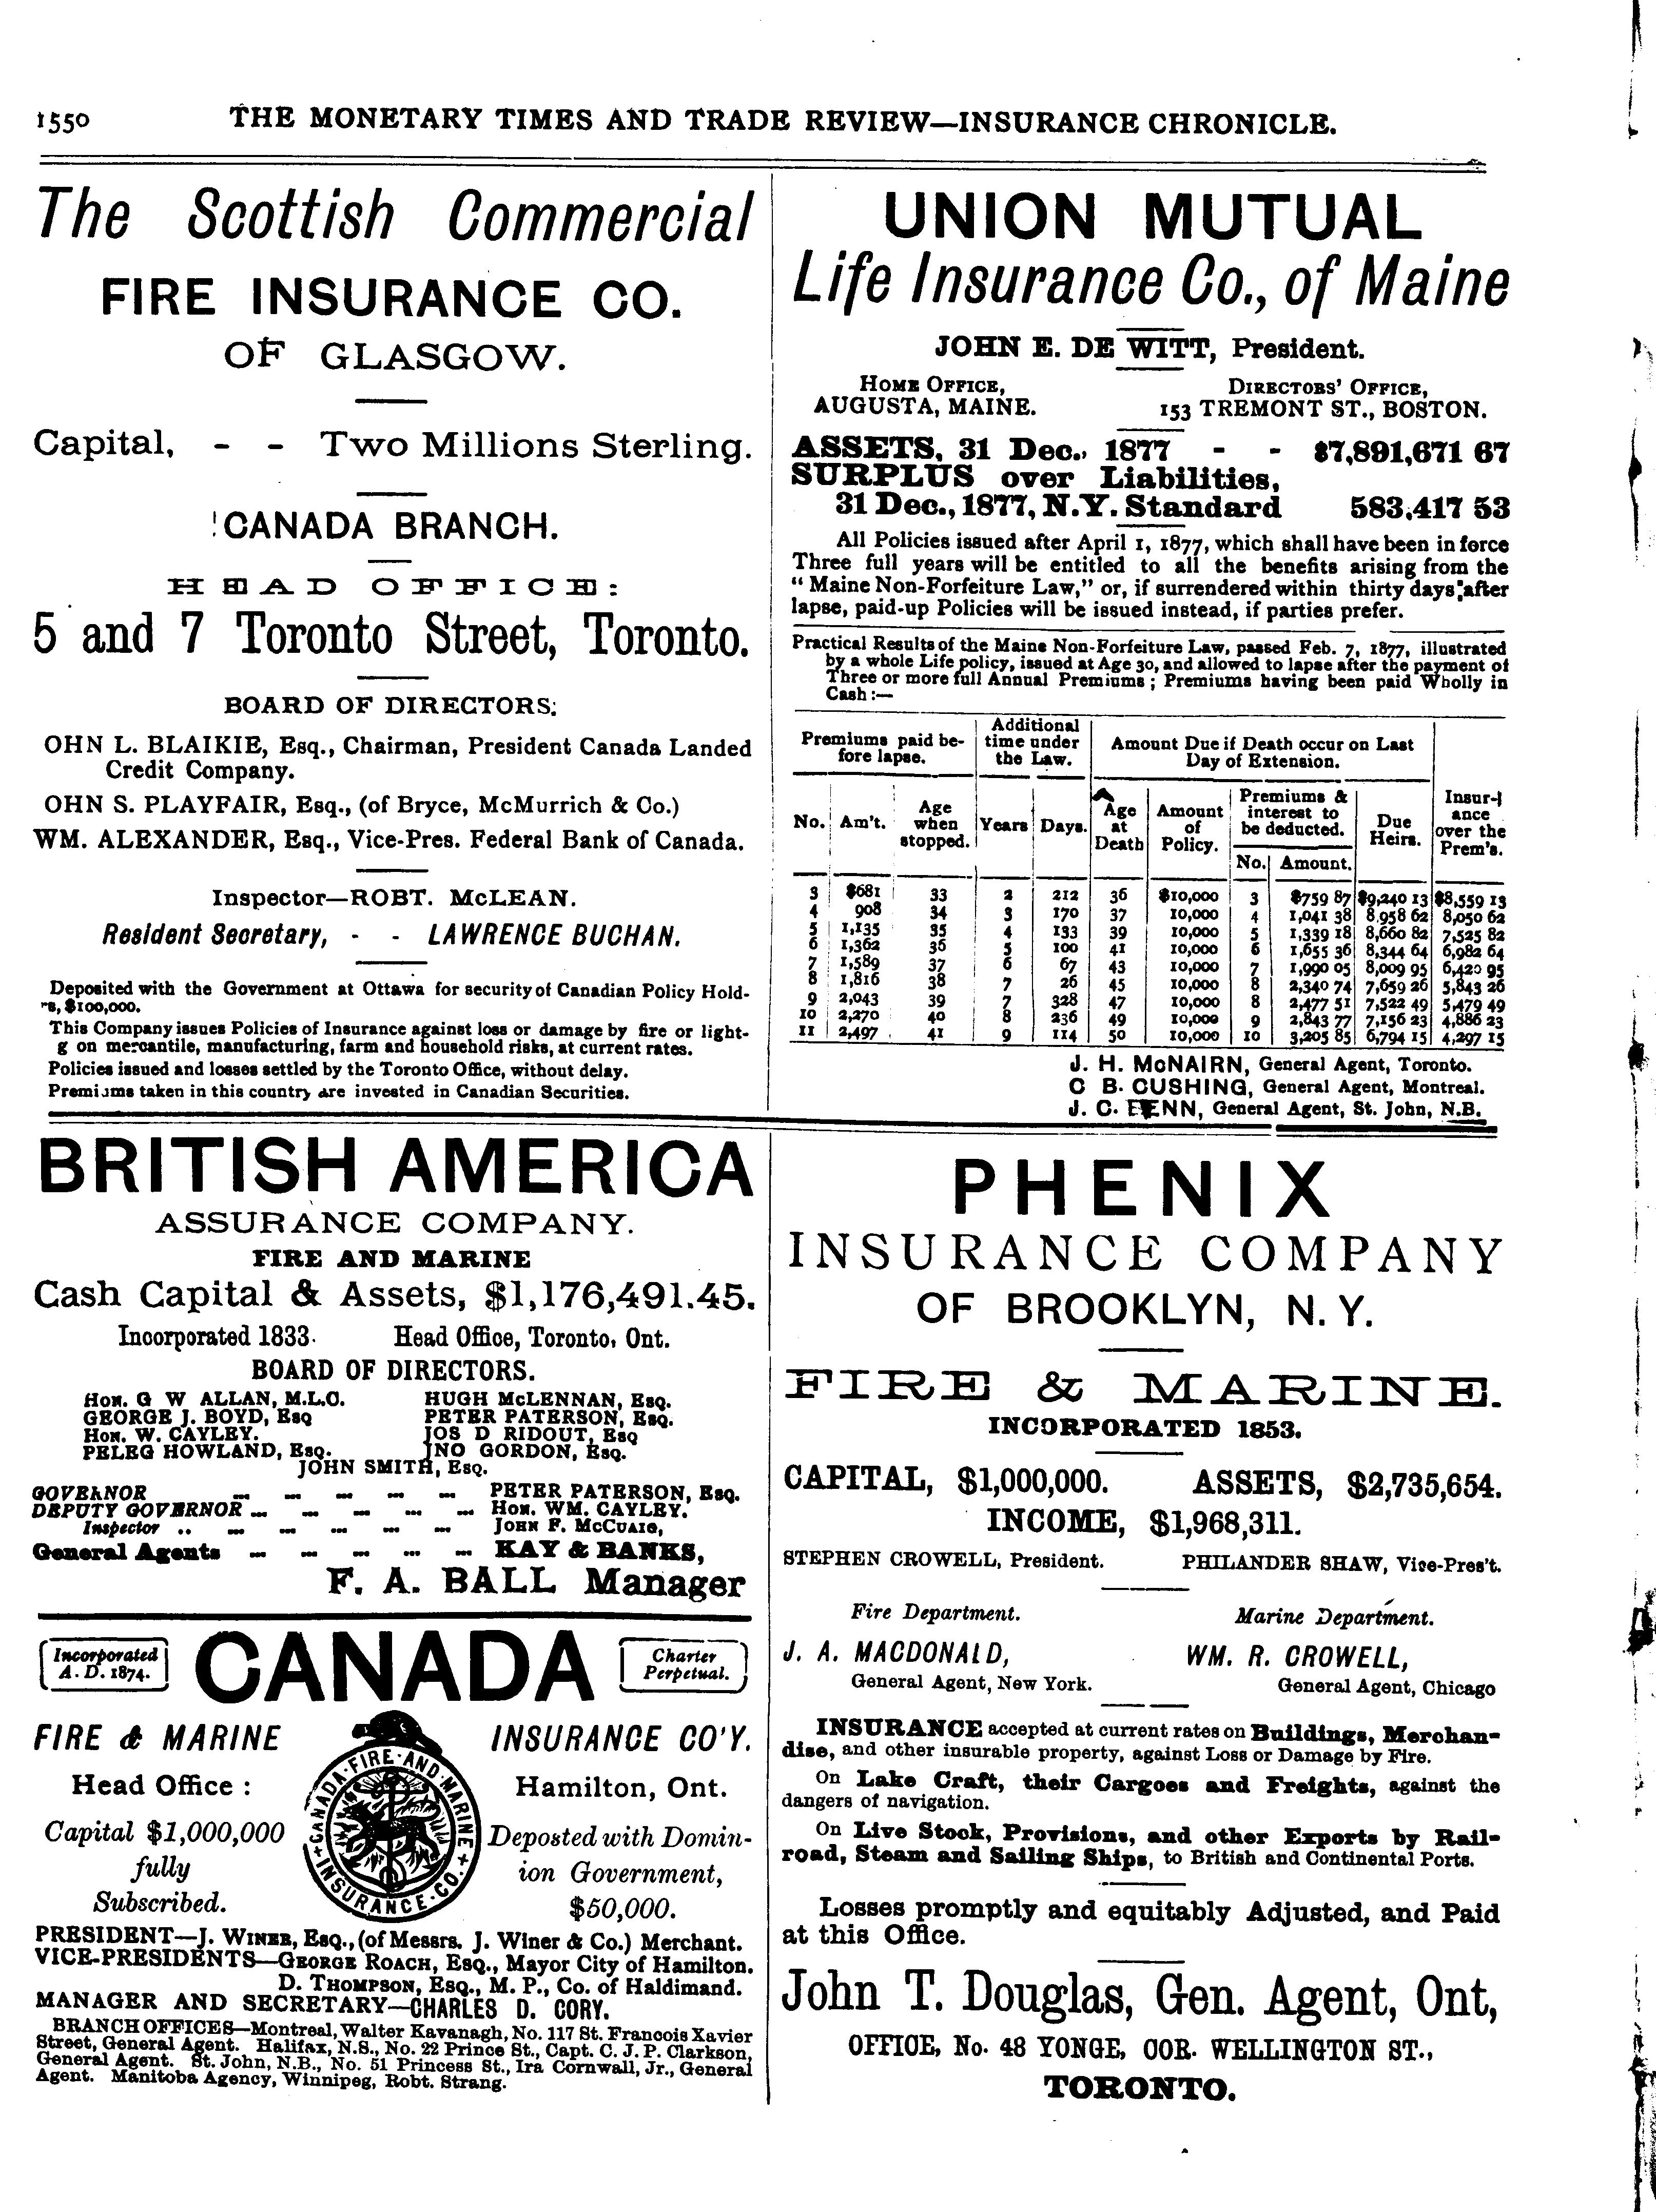 1550 THE MONETARY TIMES AND TRADE REVIEW—INSURANCE CHRONICLE.
The Scottish Commercial
FIRE INSURANCE CO.
OF GLASGOW.
Capital, - - Two Millions Sterling.
CANADA BRANCH.
HEAD OFFICE:
5 and 7 Toronto Street, Toronto.
BOARD OF DIRECTORS:
OHN L. BLAIKIE, Esq., Chairman, President Canada Landed
Credit Company.
OHN S. PLAYFAIR, Esq., (of Bryce, McMurrich & Co.)
WM. ALEXANDER, Esq., Vice-Pres. Federal Bank of Canada.
Inspector—ROBT. McLEAN.
Resident Secretary, - - LAWRENCE BUCHAN.
Deposited with the Government at Ottawa for security of Canadian Policy Hold-
rs, $100,000.
This Company issues Policies of Insurance against loss or damage by fire or light-
g on mercantile, manufacturing, farm and household risks, at current rates.
Policies issued and losses settled by the Toronto Office, without delay.
Premiums taken in this country are invested in Canadian Securities.
UNION MUTUAL
Life Insurance Co., of Maine
JOHN E. DE WITT, President.
HOME OFFICE, DIRECTORS' OFFICE,
AUGUSTA, MAINE. 153 TREMONT ST., BOSTON.
ASSETS, 31 Dec., 1877 - - $7,891,671 67
SURPLUS over Liabilities,
31 Dec., 1877, N.Y. Standard 583,417 53
All Policies issued after April 1, 1877, which shall have been in force
Three full years will be entitled to all the benefits arising from the
"Maine Non-Forfeiture Law," or, if surrendered within thirty days after
lapse, paid-up Policies will be issued instead, if parties prefer.
Practical Results of the Maine Non-Forfeiture Law, passed Feb. 7, 1877, illustrated
by a whole Life policy, issued at Age 30, and allowed to lapse after the payment of
Three or more full Annual Premiums; Premiums having been paid Wholly in
Cash:—
Premiums paid before lapse. Additional time under the Law. Amount Due if Death occur on Last Day of Extension.
No. Am't. Age when stopped. Years Days. Age at Death Amount of Policy. Premiums & interest to be deducted. Due Heirs. Insurance over the Prem's.
No. Amount.
3 $681 33 2 212 36 $10,000 3 $759 87 $9,240 13 $8,559 13
4 908 34 3 170 37 10,000 4 1,041 38 8.958 62 8,050 62
5 1,135 35 4 133 39 10,000 5 1,339 18 8,660 82 7,525 82
6 1,362 36 5 100 41 10,000 6 1,655 36 8,344 64 6,982 64
7 1,589 37 6 67 43 10,000 7 1,990 05 8,009 95 6,420 95
8 1,816 38 7 26 45 10,000 8 2,340 74 7,659 26 5,843 26
9 2,043 39 7 328 47 10,000 8 2,477 51 7,522 49 5,479 49
10 2,270 40 8 236 49 10,000 9 2,843 77 7,156 23 4,886 23
11 2,497 41 9 114 50 10,000 10 3,205 85 6,794 15 4,297 15
J. H. McNAIRN, General Agent, Toronto.
C B. CUSHING, General Agent, Montreal.
J. C. FENN, General Agent, St. John, N.B.
BRITISH AMERICA
ASSURANCE COMPANY.
FIRE AND MARINE
Cash Capital & Assets, $1,176,491.45.
Incorporated 1833. Head Office, Toronto, Ont.
BOARD OF DIRECTORS.
HON. G W ALLAN, M.L.C. HUGH McLENNAN, ESQ.
GEORGE J. BOYD, ESQ PETER PATERSON, ESQ.
HON. W. CAYLEY. JOS D RIDOUT, ESQ
PELEG HOWLAND, ESQ. JNO GORDON, ESQ.
JOHN SMITH, ESQ.
GOVERNOR PETER PATERSON, ESQ.
DEPUTY GOVERNOR HON. WM. CAYLEY.
Inspector JOHN F. McCUAIG,
General Agents KAY & BANKS,
F. A. BALL Manager
Incorporated A. D. 1874. CANADA Charter Perpetual.
FIRE & MARINE INSURANCE CO'Y.
CANADA·FIRE·AND·MARINE+INSURANCE·CO.+
Head Office : Hamilton, Ont.
Capital $1,000,000 Deposted with Domin-
fully ion Government,
Subscribed. $50,000.
PRESIDENT—J. WINER, ESQ., (of Messrs. J. Winer & Co.) Merchant.
VICE-PRESIDENTS—GEORGE ROACH, ESQ., Mayor City of Hamilton.
D. THOMPSON, ESQ., M. P., Co. of Haldimand.
MANAGER AND SECRETARY—CHARLES D. CORY.
BRANCH OFFICES—Montreal, Walter Kavanagh, No. 117 St. Francois Xavier
Street, General Agent. Halifax, N.S., No. 22 Prince St., Capt. C. J. P. Clarkson,
General Agent. St. John, N.B., No. 51 Princess St., Ira Cornwall, Jr., General
Agent. Manitoba Agency, Winnipeg, Robt. Strang.
PHENIX
INSURANCE COMPANY
OF BROOKLYN, N. Y.
FIRE & MARINE.
INCORPORATED 1853.
CAPITAL, $1,000,000. ASSETS, $2,735,654.
INCOME, $1,968,311.
STEPHEN CROWELL, President. PHILANDER SHAW, Vice-Pres't.
Fire Department. Marine Department.
J. A. MACDONALD, WM. R. CROWELL,
General Agent, New York. General Agent, Chicago
INSURANCE accepted at current rates on Buildings, Merchan-
dise, and other insurable property, against Loss or Damage by Fire.
On Lake Craft, their Cargoes and Freights, against the
dangers of navigation.
On Live Stock, Provisions, and other Exports by Rail-
road, Steam and Sailing Ships, to British and Continental Ports.
Losses promptly and equitably Adjusted, and Paid
at this Office.
John T. Douglas, Gen. Agent, Ont,
OFFICE, No. 48 YONGE, COR. WELLINGTON ST.,
TORONTO.